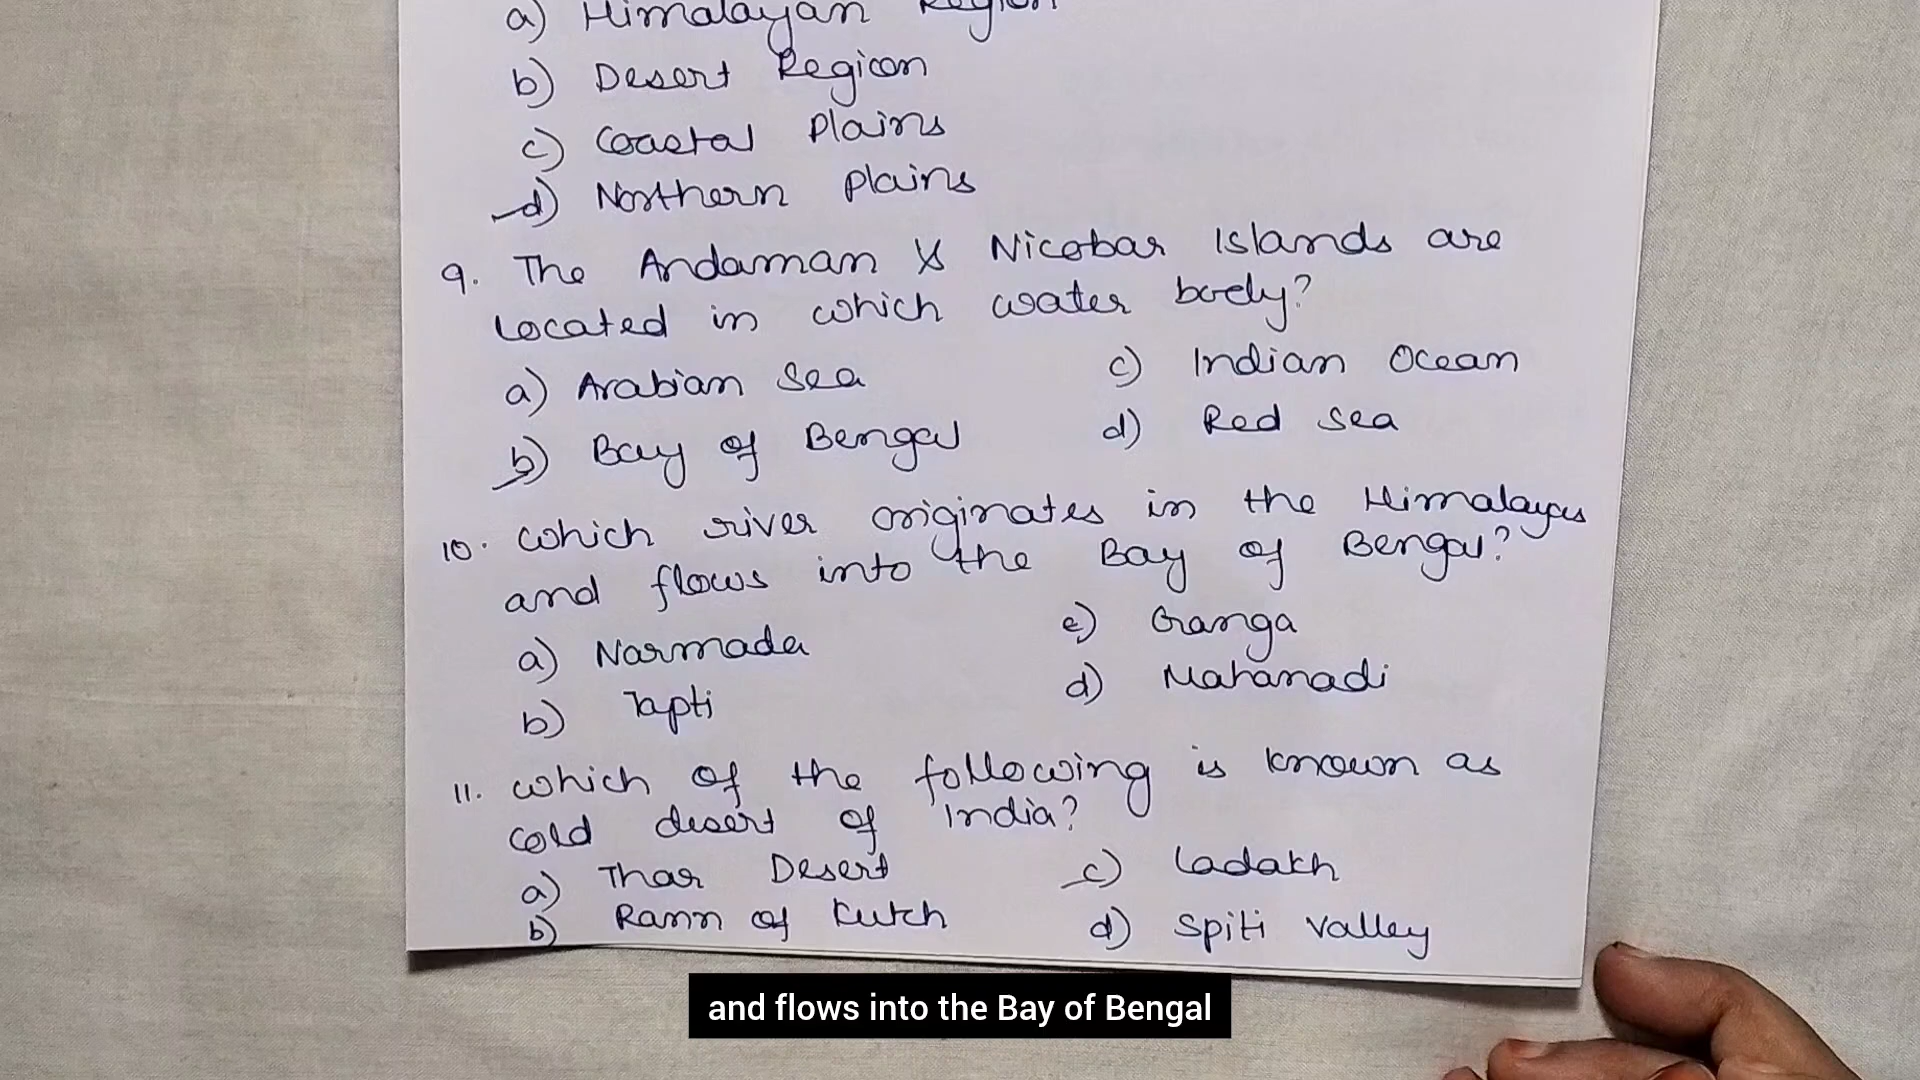 a) Himalayan Region
b) Desert Region
c) Coastal Plains
d) Northern plains
9. The Andaman & Nicobar Islands are
located in which water body?
a) Arabian Sea
c) Indian Ocean
b) Bay of Bengal
d) Red sea
10. which river originates in the Himalayas
and flows into the Bay of Bengal?
a) Narmada
c) Ganga
b) Tapti
d) Mahanadi
11. which of the following is known as
cold desert of India?
a) Thar Desert
c) Ladakh
b) Rann of Kutch
d) Spiti Valley
and flows into the Bay of Bengal